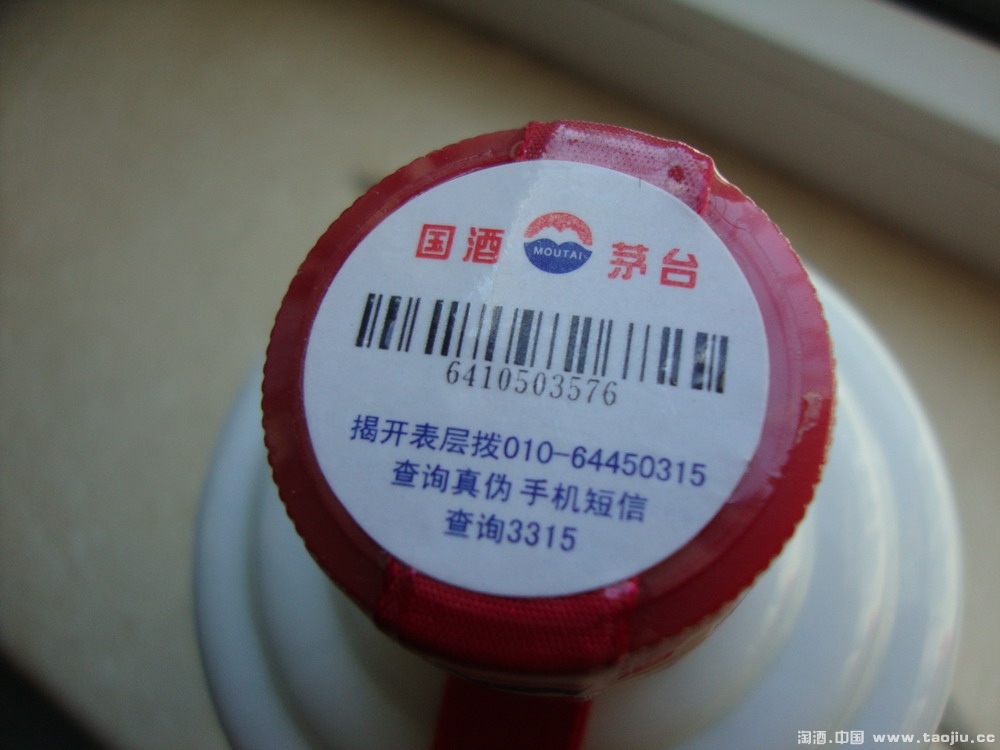 国酒 MOUTAI 茅台
6410503576
揭开表层拨010-64450315
查询真伪 手机短信
查询3315
淘酒.中国 www.taojiu.cc